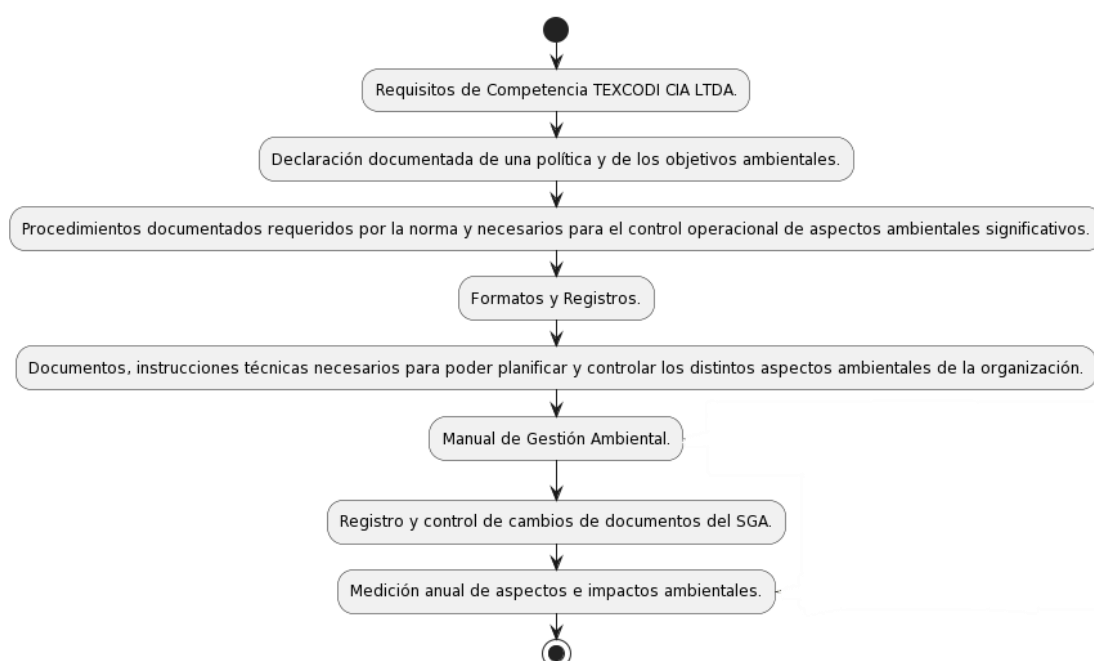 Requisitos de Competencia TEXCODI CIA LTDA.
Declaración documentada de una política y de los objetivos ambientales.
Procedimientos documentados requeridos por la norma y necesarios para el control operacional de aspectos ambientales significativos.
Formatos y Registros.
Documentos, instrucciones técnicas necesarios para poder planificar y controlar los distintos aspectos ambientales de la organización.
Manual de Gestión Ambiental.
Registro y control de cambios de documentos del SGA.
Medición anual de aspectos e impactos ambientales.